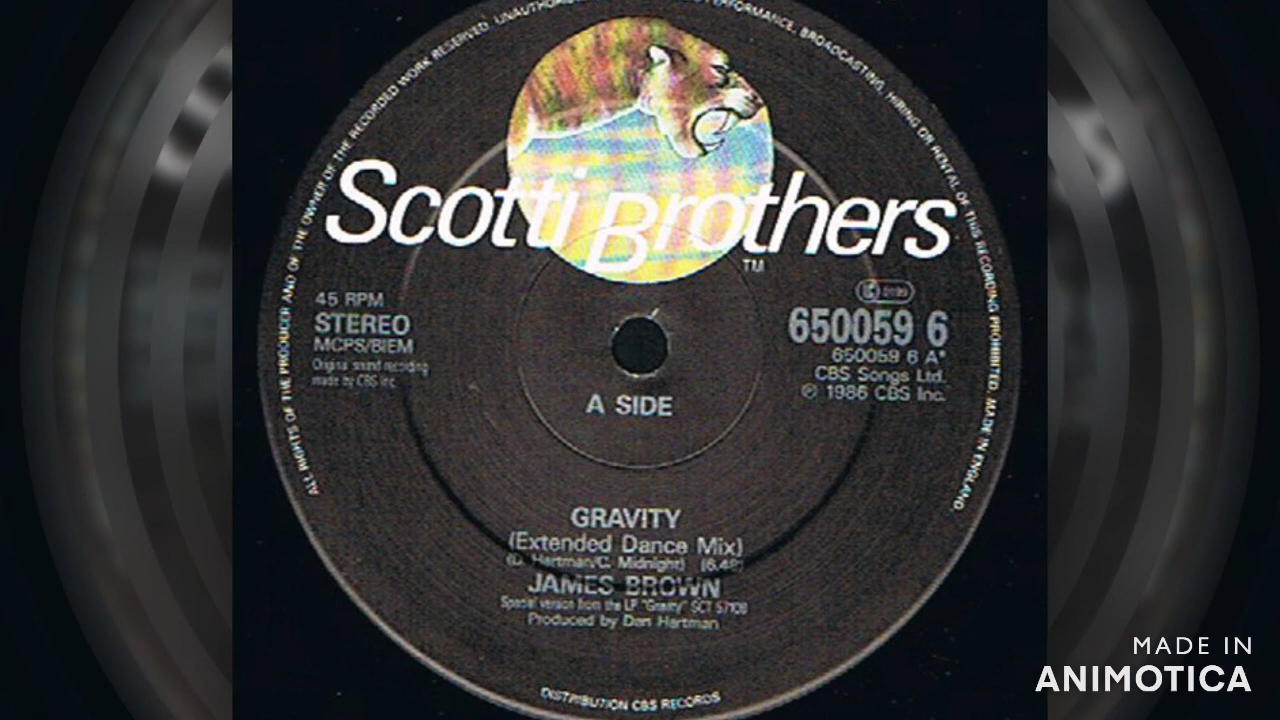 ALL RIGHTS OF THE PRODUCER AND OF THE OWNER OF THE RECORDED WORK RESERVED. UNAUTHORISED PERFORMANCE, BROADCASTING, HIRING OR RENTAL OF THIS RECORDING PROHIBITED. MADE IN ENGLAND.
Scotti Brothers
TM
45 RPM
STEREO
MCPS/BIEM
Original sound recording
made by CBS Inc.
650059 6
650059 6 A*
CBS Songs Ltd.
℗ 1986 CBS Inc.
A SIDE
GRAVITY
(Extended Dance Mix)
(D. Hartman/C. Midnight) (6.48)
JAMES BROWN
Special version from the LP "Gravity" SCT 57108
Produced by Dan Hartman
DISTRIBUTION CBS RECORDS
MADE IN
ANIMOTICA